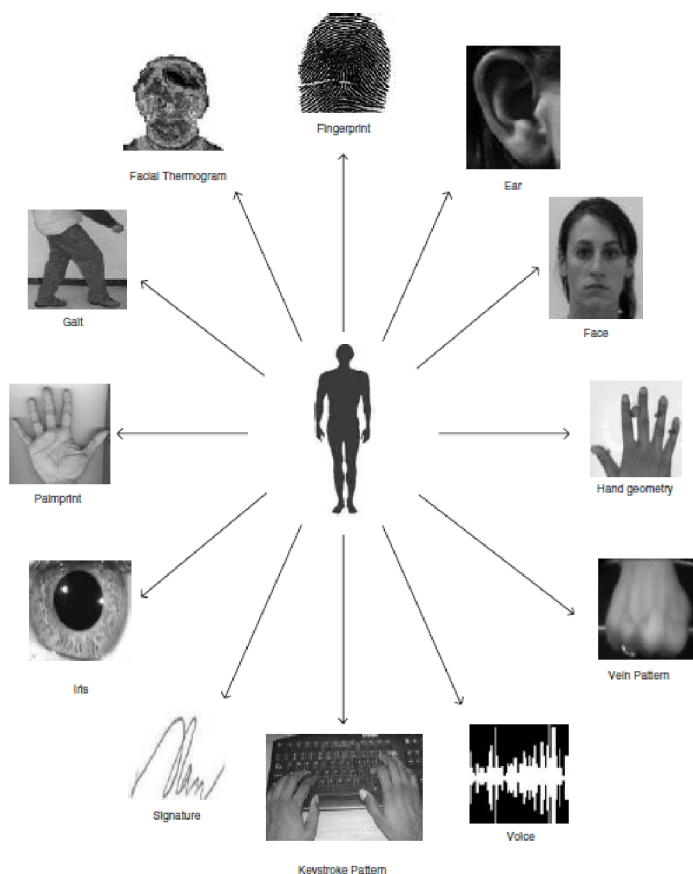 Fingerprint
Facial Thermogram
Ear
Gait
Face
Palmprint
Hand geometry
Iris
Vein Pattern
Signature
Voice
Keystroke Pattern